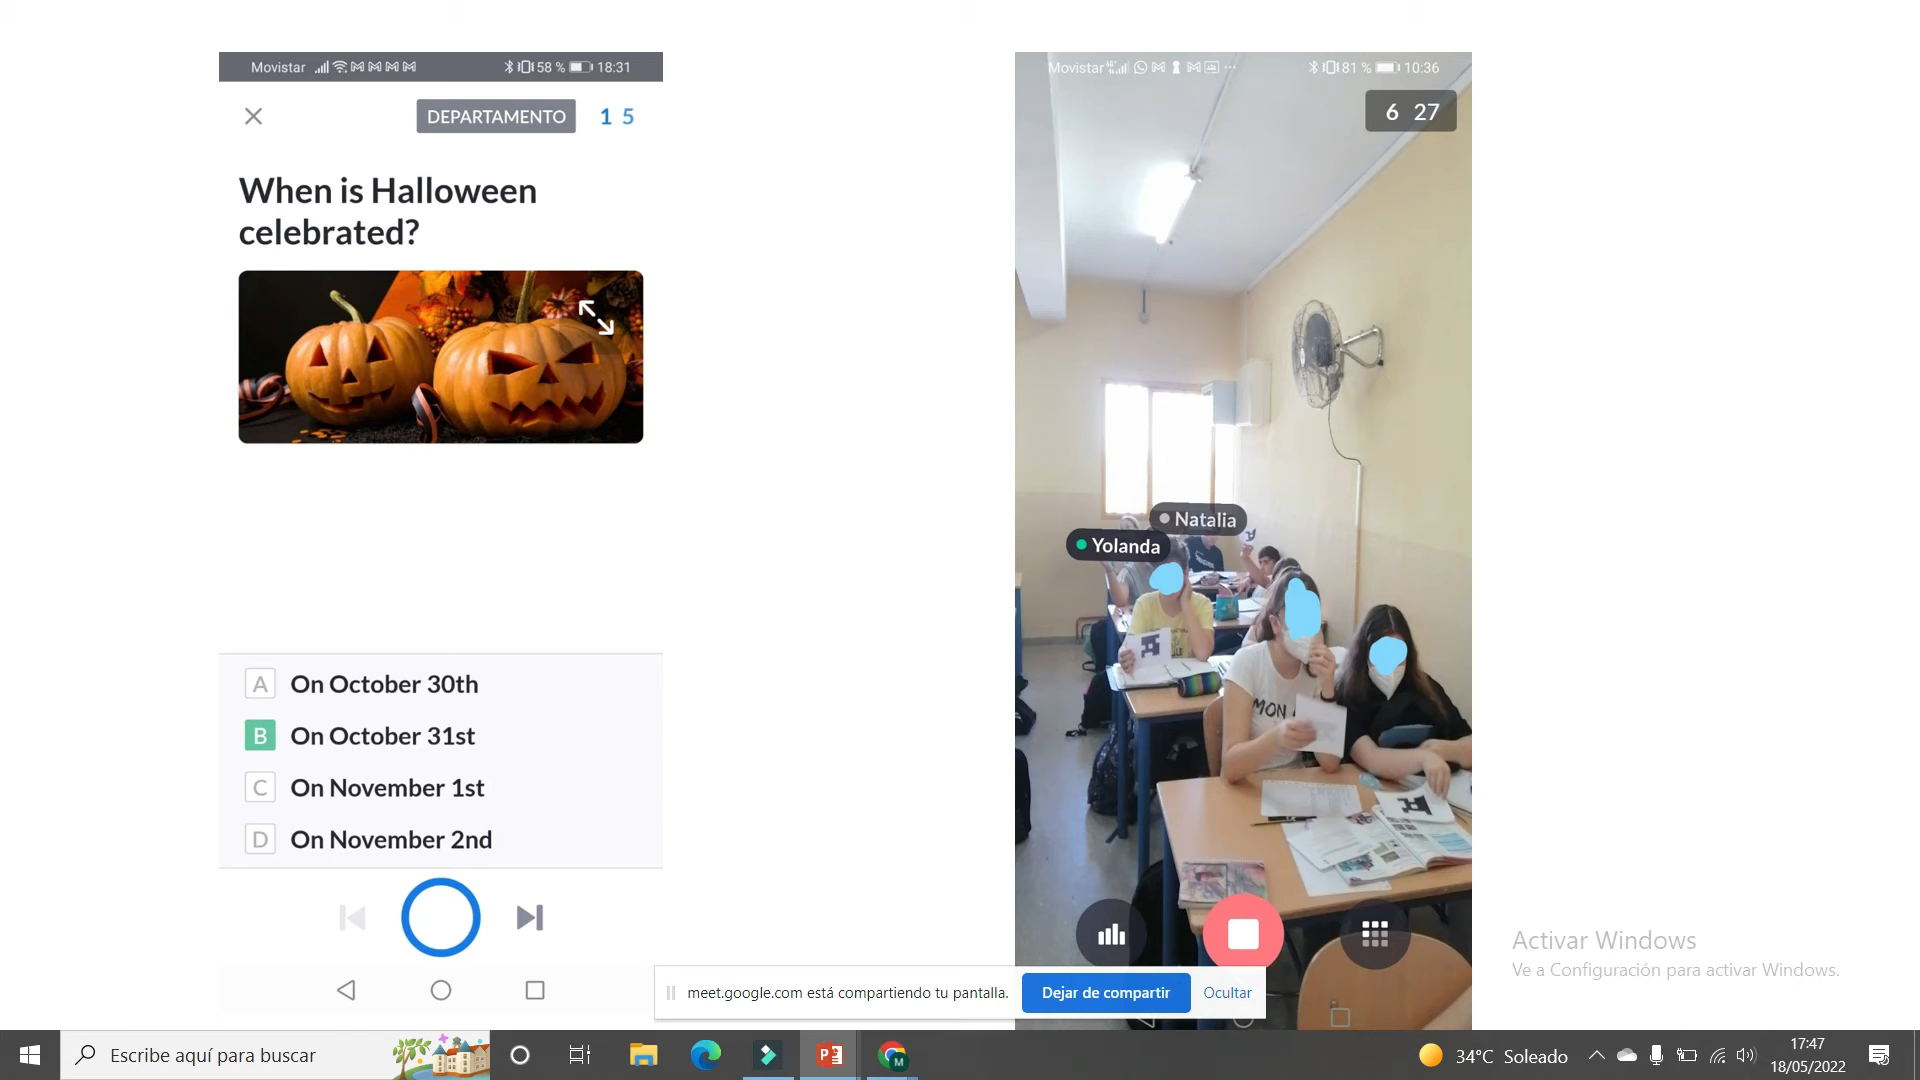 Movistar 58 % 18:31
DEPARTAMENTO 1 5
When is Halloween
celebrated?
A On October 30th
B On October 31st
C On November 1st
D On November 2nd
Movistar 81 % 10:36
6 27
Natalia
Yolanda
MON
Activar Windows
Ve a Configuración para activar Windows.
meet.google.com está compartiendo tu pantalla. Dejar de compartir Ocultar
Escribe aquí para buscar
34°C Soleado
17:47
18/05/2022